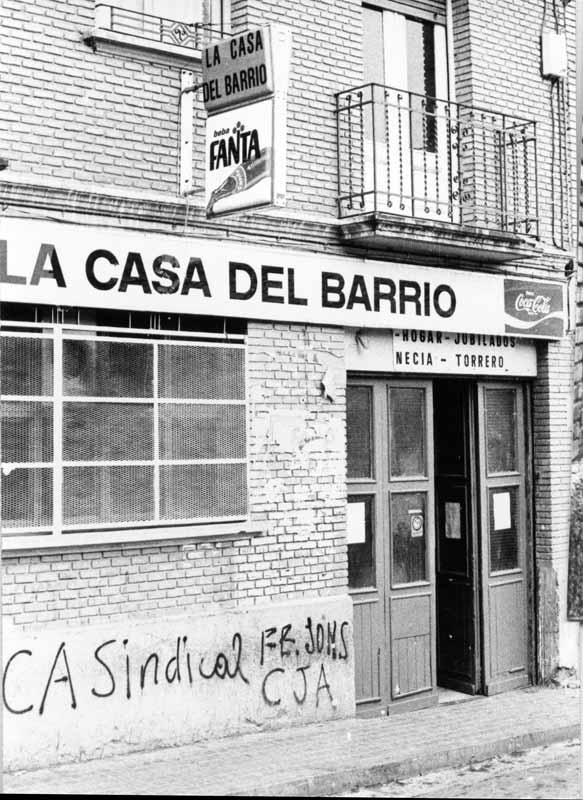 LA CASA
DEL BARRIO
beba
FANTA
LA CASA DEL BARRIO
Coca-Cola
-HOGAR-JUBILADOS
NECIA - TORRERO
CA Sindical FE. JONS
CJA